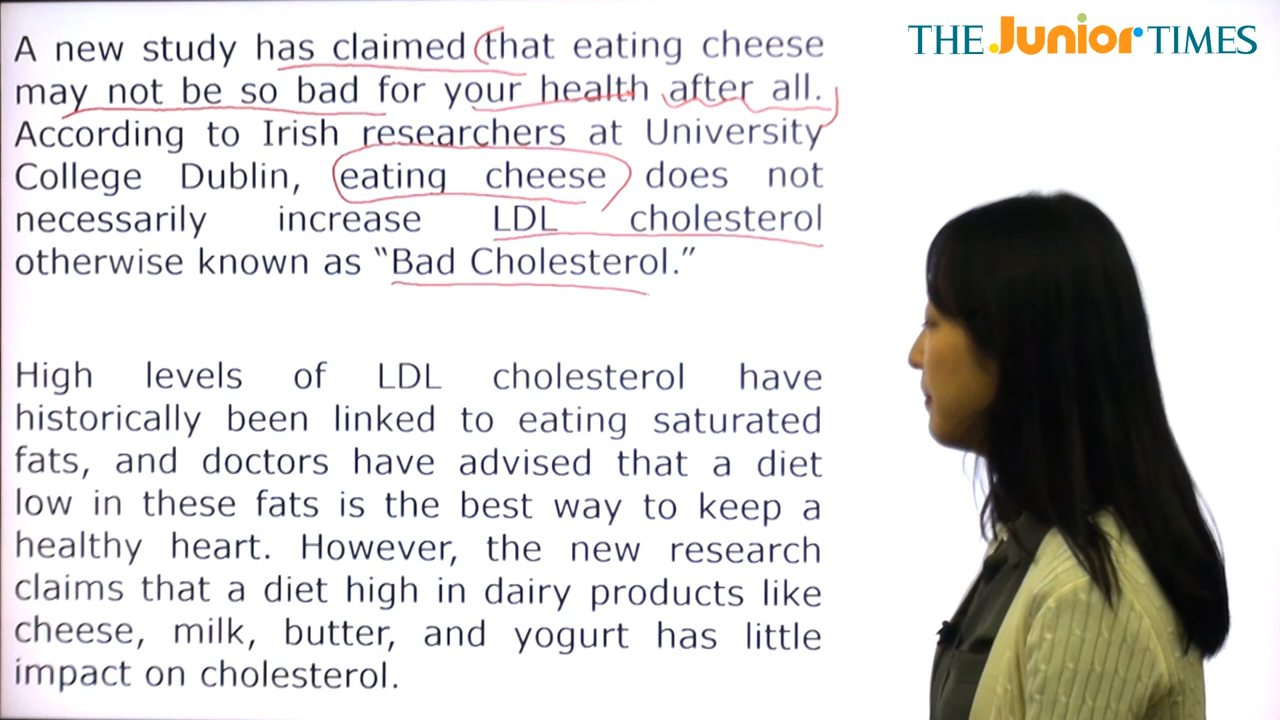 A new study has claimed that eating cheese
may not be so bad for your health after all.
According to Irish researchers at University
College Dublin, eating cheese does not
necessarily increase LDL cholesterol
otherwise known as “Bad Cholesterol.”
High levels of LDL cholesterol have
historically been linked to eating saturated
fats, and doctors have advised that a diet
low in these fats is the best way to keep a
healthy heart. However, the new research
claims that a diet high in dairy products like
cheese, milk, butter, and yogurt has little
impact on cholesterol.
THE Junior TIMES